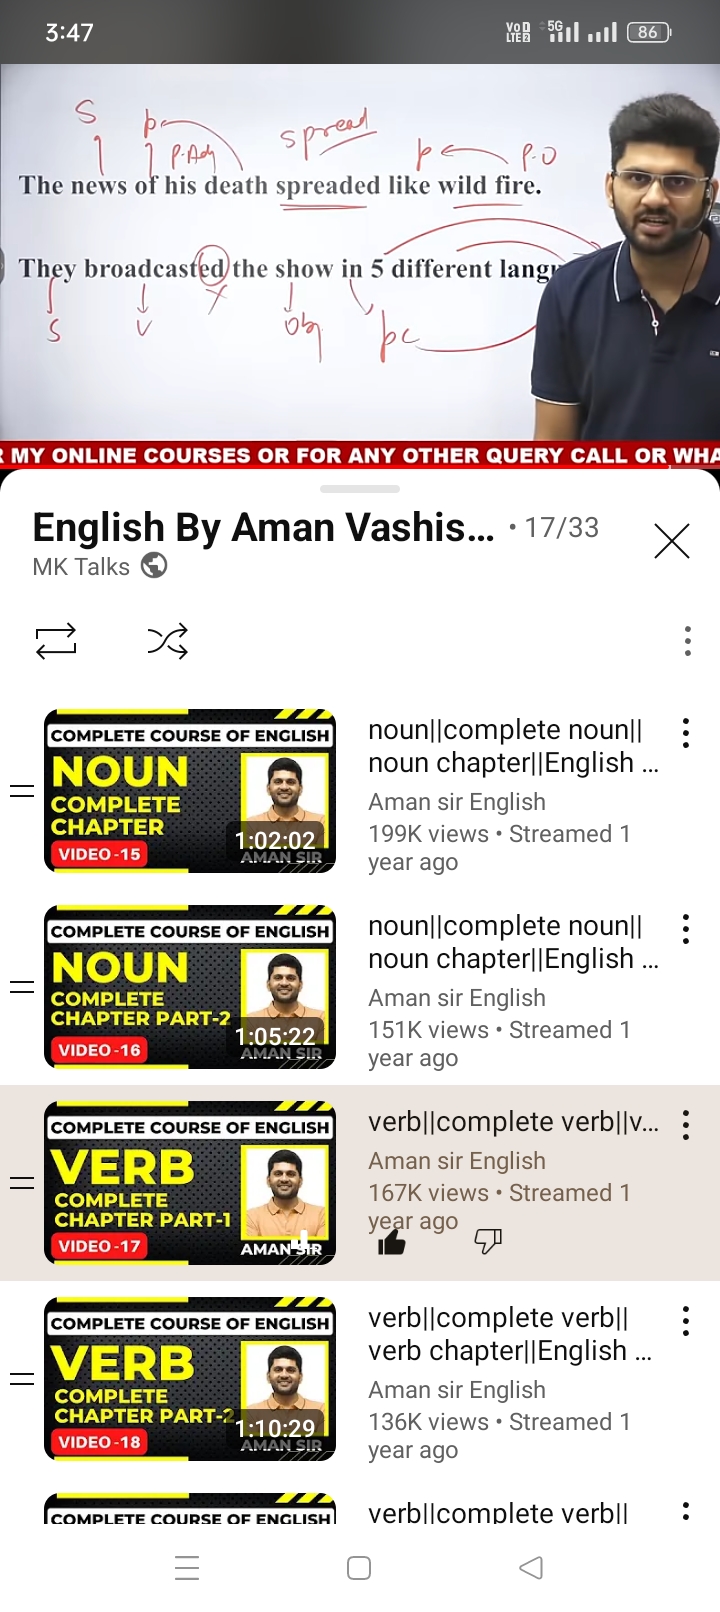 3:47
VoD LTE2 5G 86
S
p
P.Adj
spread
p
P.O
The news of his death spreaded like wild fire.
They broadcasted the show in 5 different langu
S
V
Obj
R MY ONLINE COURSES OR FOR ANY OTHER QUERY CALL OR WHA
English By Aman Vashis... • 17/33
MK Talks
COMPLETE COURSE OF ENGLISH
NOUN
COMPLETE
CHAPTER
VIDEO -15
1:02:02
AMAN SIR
noun||complete noun||
noun chapter||English ...
Aman sir English
199K views • Streamed 1
year ago
COMPLETE COURSE OF ENGLISH
NOUN
COMPLETE
CHAPTER PART-2
VIDEO -16
1:05:22
AMAN SIR
noun||complete noun||
noun chapter||English ...
Aman sir English
151K views • Streamed 1
year ago
COMPLETE COURSE OF ENGLISH
VERB
COMPLETE
CHAPTER PART-1
VIDEO -17
AMAN SIR
verb||complete verb||v...
Aman sir English
167K views • Streamed 1
year ago
COMPLETE COURSE OF ENGLISH
VERB
COMPLETE
CHAPTER PART-2
VIDEO -18
1:10:29
AMAN SIR
verb||complete verb||
verb chapter||English ...
Aman sir English
136K views • Streamed 1
year ago
COMPLETE COURSE OF ENGLISH
verb||complete verb||